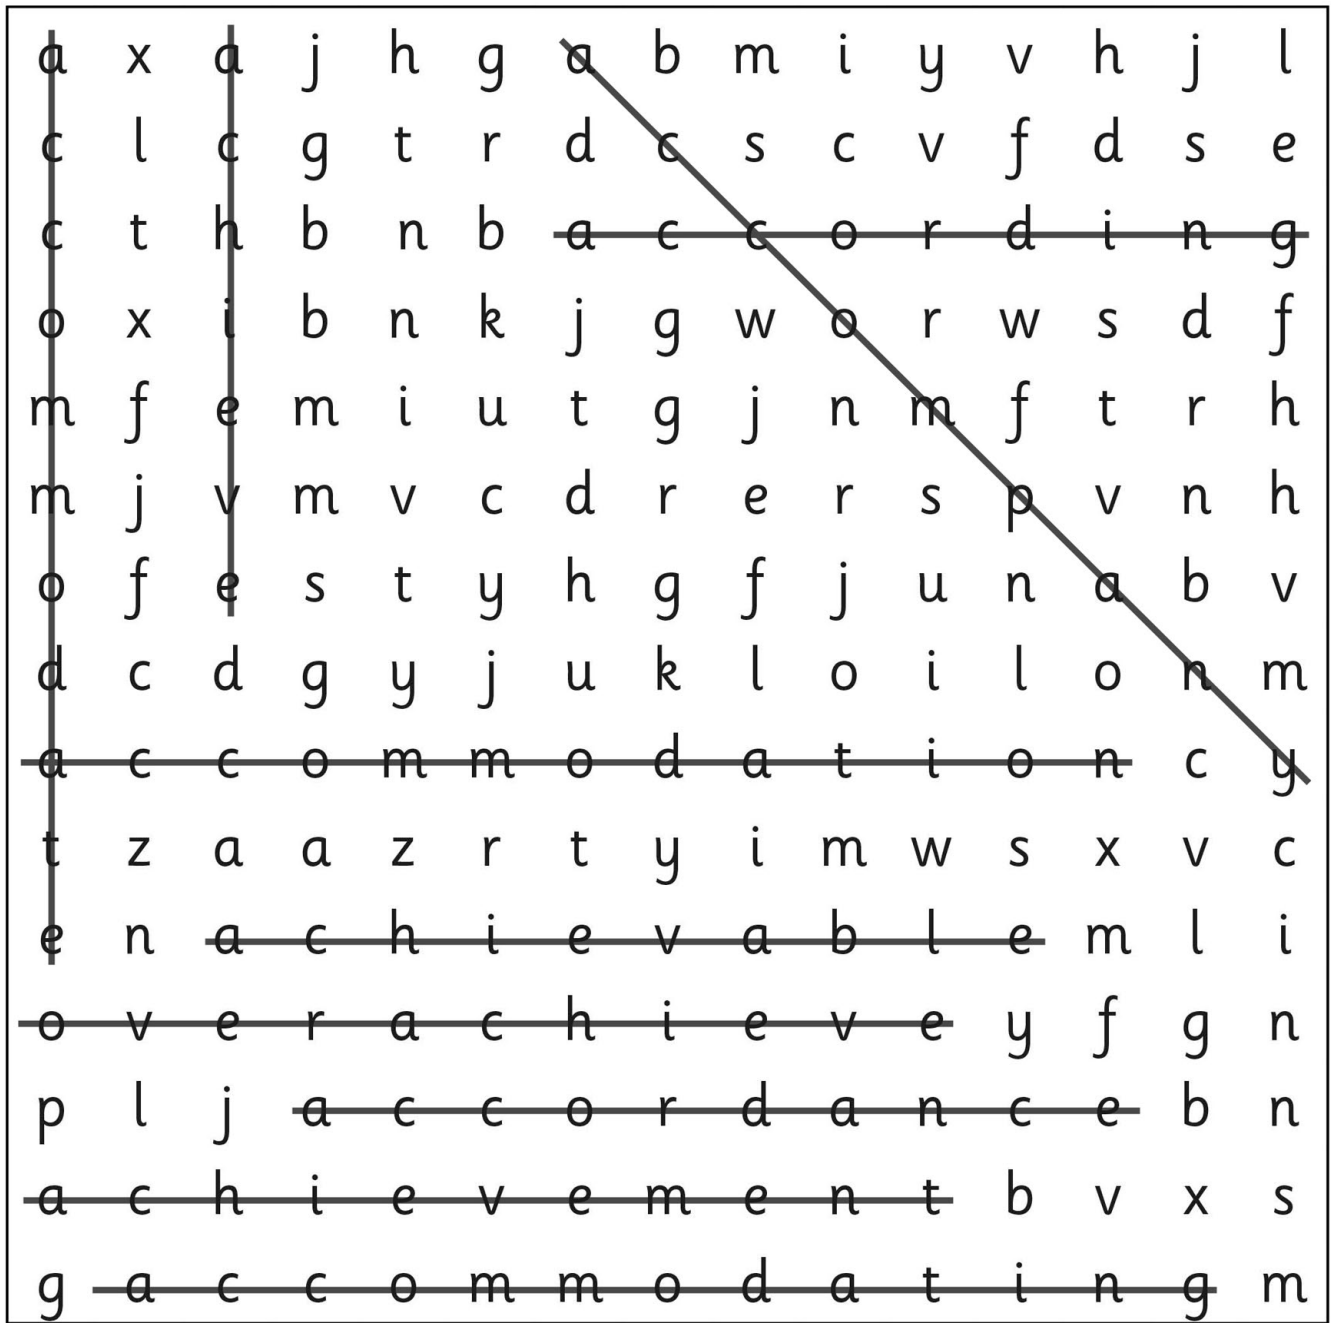 a x a j h g a b m i y v h j l
c l c g t r d c s c v f d s e
c t h b n b a c c o r d i n g
o x i b n k j g w o r w s d f
m f e m i u t g j n m f t r h
m j v m v c d r e r s p v n h
o f e s t y h g f j u n a b v
d c d g y j u k l o i l o n m
a c c o m m o d a t i o n c y
t z a a z r t y i m w s x v c
e n a c h i e v a b l e m l i
o v e r a c h i e v e y f g n
p l j a c c o r d a n c e b n
a c h i e v e m e n t b v x s
g a c c o m m o d a t i n g m